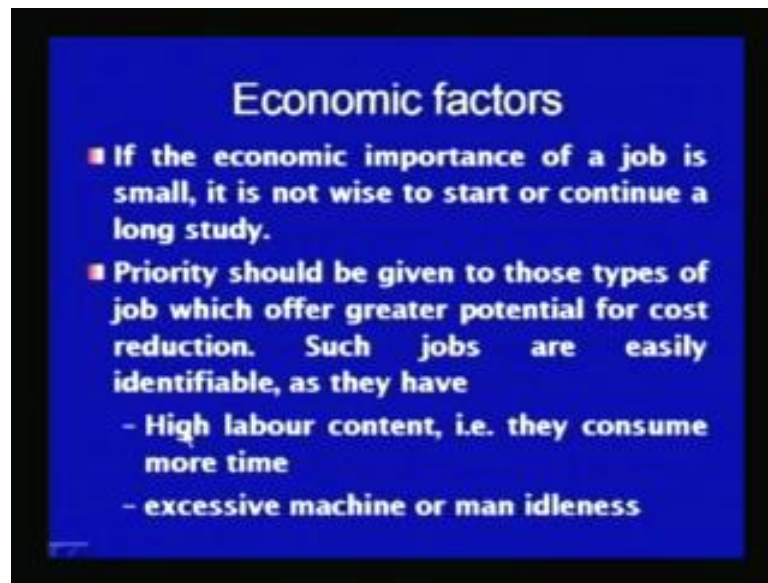 Economic factors
If the economic importance of a job is
small, it is not wise to start or continue a
long study.
Priority should be given to those types of
job which offer greater potential for cost
reduction. Such jobs are easily
identifiable, as they have
- High labour content, i.e. they consume
more time
- excessive machine or man idleness